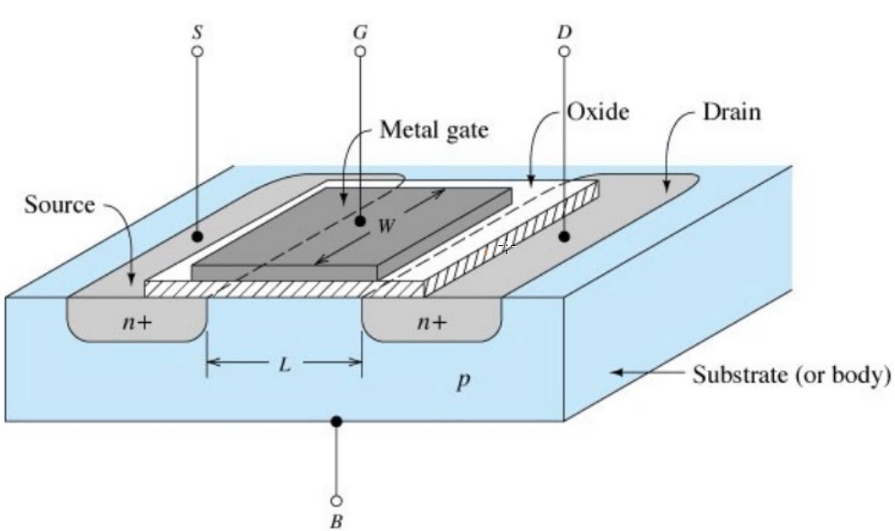 S
G
D
Oxide
Drain
Metal gate
Source
W
n+
n+
L
p
Substrate (or body)
B